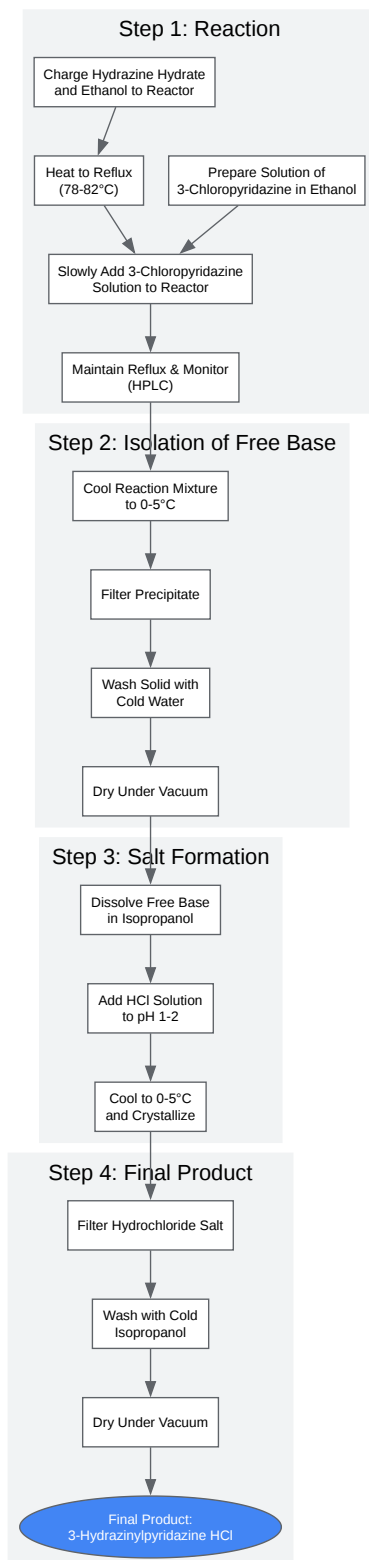 Step 1: Reaction
Charge Hydrazine Hydrate
and Ethanol to Reactor
Heat to Reflux
(78-82°C)
Prepare Solution of
3-Chloropyridazine in Ethanol
Slowly Add 3-Chloropyridazine
Solution to Reactor
Maintain Reflux & Monitor
(HPLC)
Step 2: Isolation of Free Base
Cool Reaction Mixture
to 0-5°C
Filter Precipitate
Wash Solid with
Cold Water
Dry Under Vacuum
Step 3: Salt Formation
Dissolve Free Base
in Isopropanol
Add HCl Solution
to pH 1-2
Cool to 0-5°C
and Crystallize
Step 4: Final Product
Filter Hydrochloride Salt
Wash with Cold
Isopropanol
Dry Under Vacuum
Final Product:
3-Hydrazinylpyridazine HCl